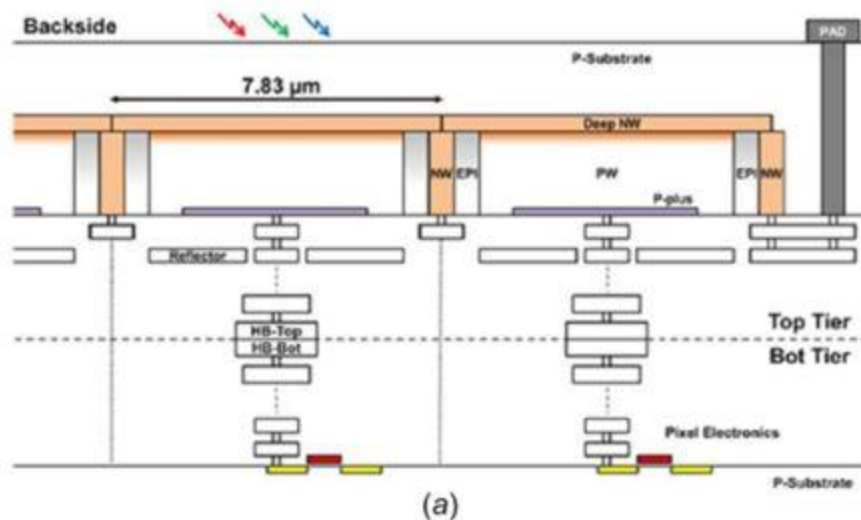 Backside
PAD
P-Substrate
7.83 µm
Deep NW
NW
EPI
PW
EPI
NW
P-plus
Reflector
HB-Top
HB-Bot
Top Tier
Bot Tier
Pixel Electronics
P-Substrate
(a)